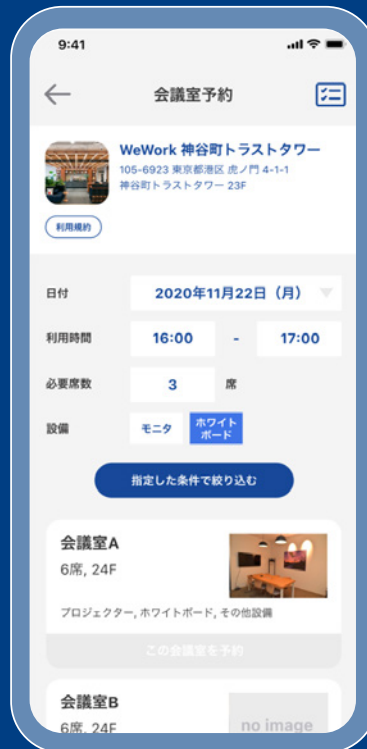 9:41
会議室予約
WeWork 神谷町トラストタワー
105-6923 東京都港区 虎ノ門 4-1-1
神谷町トラストタワー 23F
利用規約
日付 2020年11月22日（月）
利用時間 16:00 - 17:00
必要席数 3 席
設備 モニタ ホワイト
ボード
指定した条件で絞り込む
会議室A
6席, 24F
プロジェクター, ホワイトボード, その他設備
この会議室を予約
会議室B
6席, 24F
no image